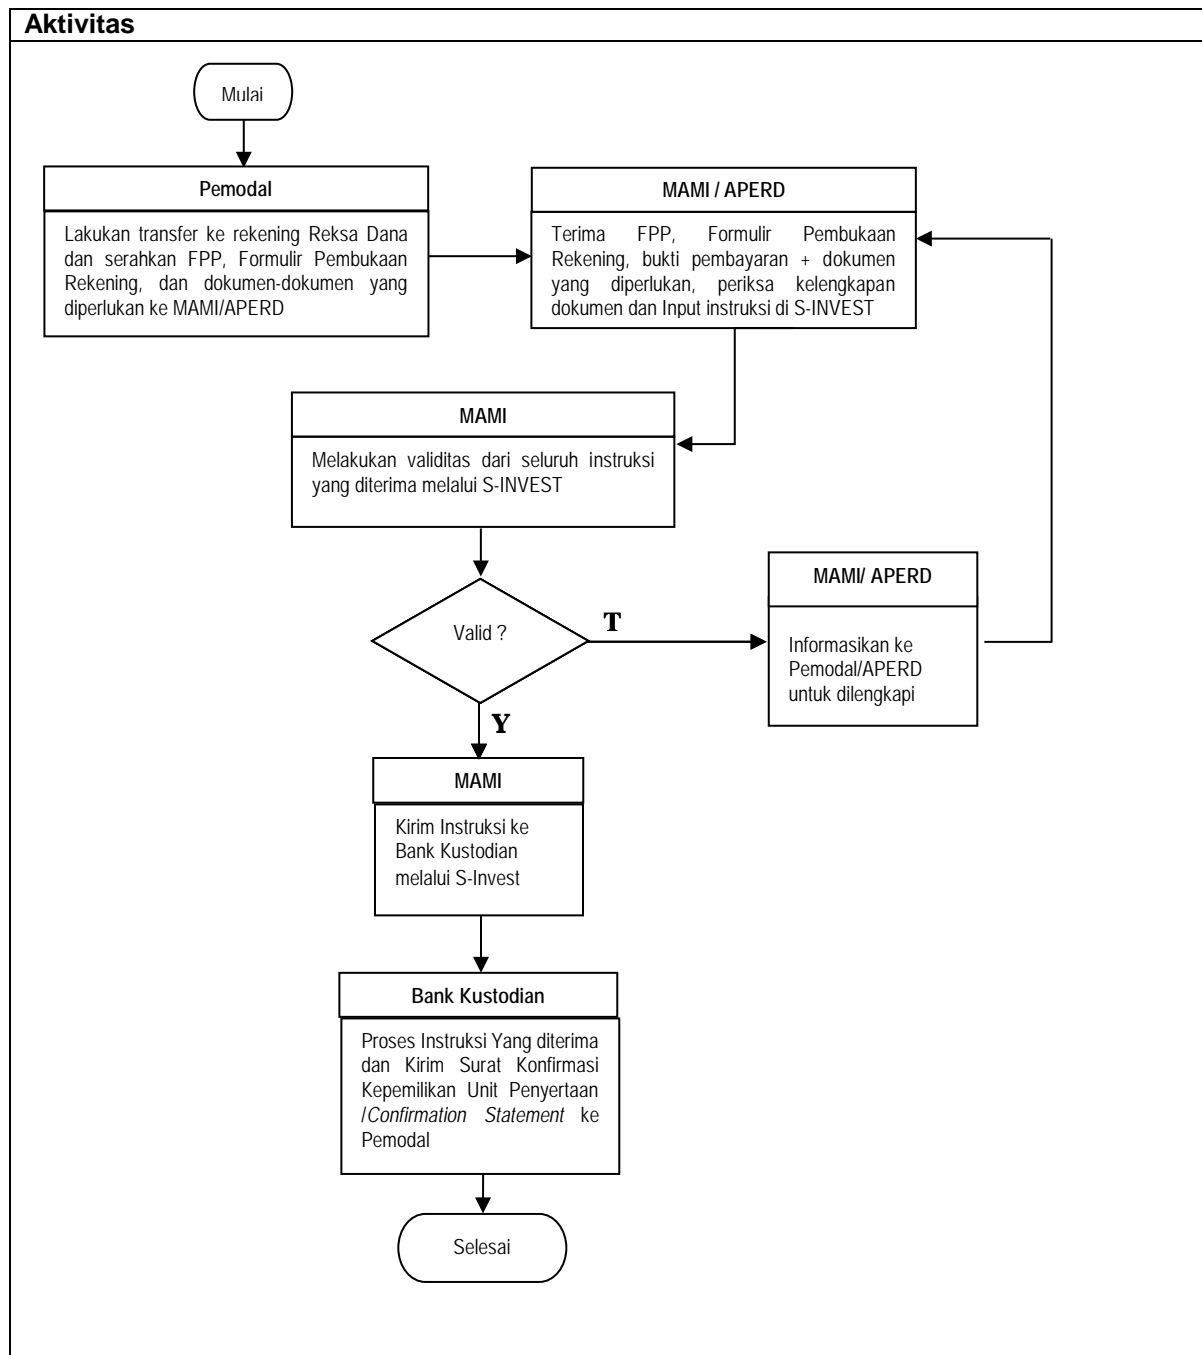 Aktivitas
Mulai
Pemodal
Lakukan transfer ke rekening Reksa Dana
dan serahkan FPP, Formulir Pembukaan
Rekening, dan dokumen-dokumen yang
diperlukan ke MAMI/APERD
MAMI / APERD
Terima FPP, Formulir Pembukaan
Rekening, bukti pembayaran + dokumen
yang diperlukan, periksa kelengkapan
dokumen dan Input instruksi di S-INVEST
MAMI
Melakukan validitas dari seluruh instruksi
yang diterima melalui S-INVEST
Valid ?
T
MAMI/ APERD
Informasikan ke
Pemodal/APERD
untuk dilengkapi
Y
MAMI
Kirim Instruksi ke
Bank Kustodian
melalui S-Invest
Bank Kustodian
Proses Instruksi Yang diterima
dan Kirim Surat Konfirmasi
Kepemilikan Unit Penyertaan
/Confirmation Statement ke
Pemodal
Selesai